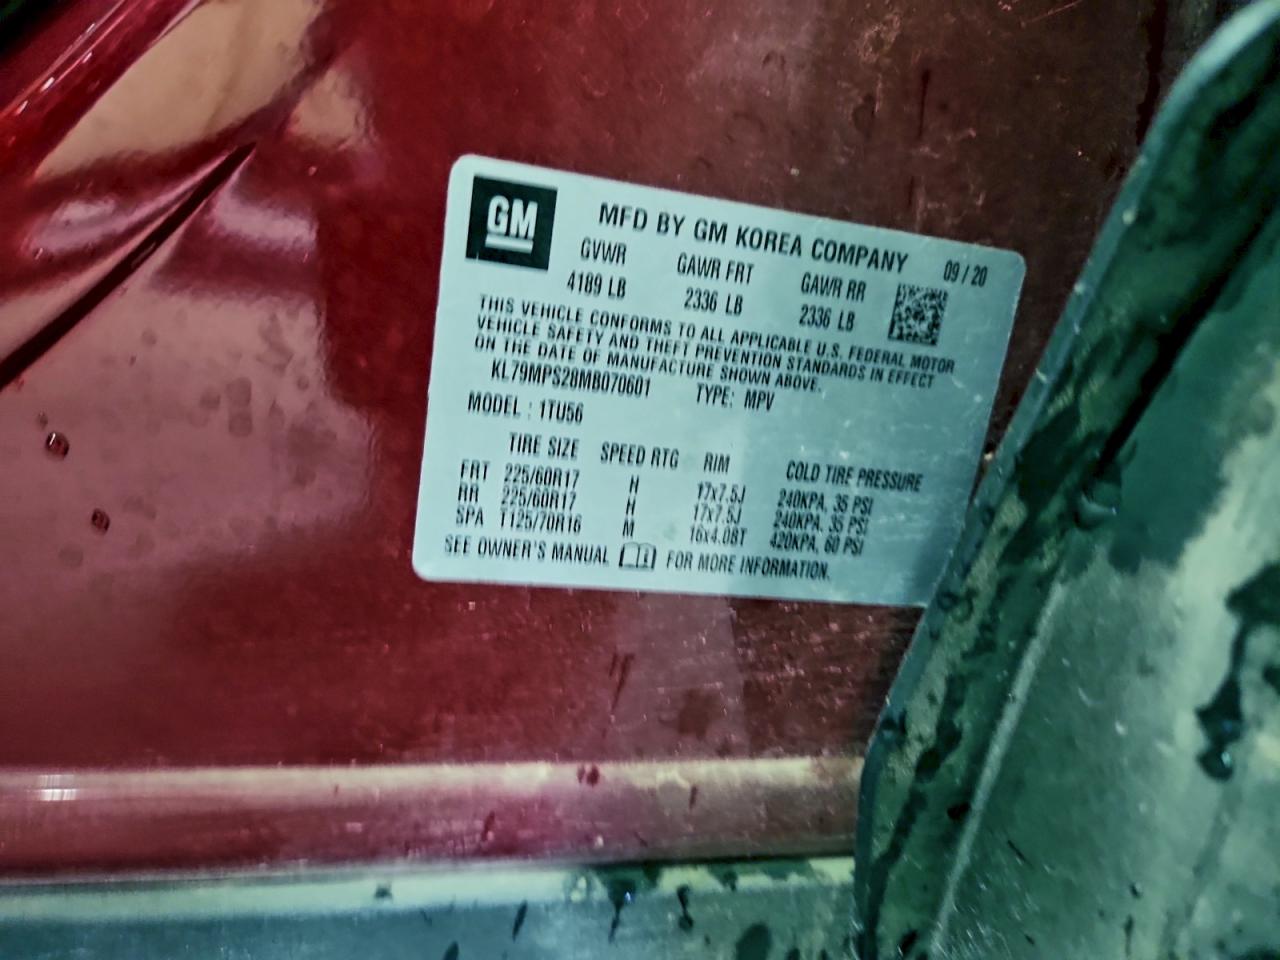 GM
MFD BY GM KOREA COMPANY 09 / 20
GVWR GAWR FRT GAWR RR
4189 LB 2336 LB 2336 LB
THIS VEHICLE CONFORMS TO ALL APPLICABLE U.S. FEDERAL MOTOR
VEHICLE SAFETY AND THEFT PREVENTION STANDARDS IN EFFECT
ON THE DATE OF MANUFACTURE SHOWN ABOVE.
KL79MPS28MB070601 TYPE: MPV
MODEL : 1TU56
TIRE SIZE SPEED RTG RIM COLD TIRE PRESSURE
FRT 225/60R17 H 17x7.5J 240KPA, 35 PSI
RR 225/60R17 H 17x7.5J 240KPA, 35 PSI
SPA T125/70R16 M 16x4.0BT 420KPA, 60 PSI
SEE OWNER'S MANUAL FOR MORE INFORMATION.